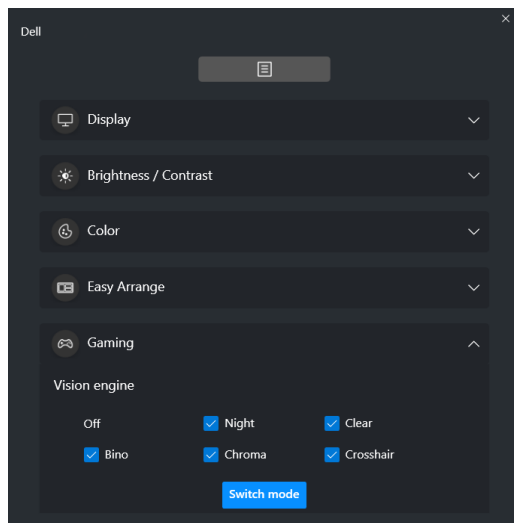 Dell
Display
Brightness / Contrast
Color
Easy Arrange
Gaming
Vision engine
Off Night Clear
Bino Chroma Crosshair
Switch mode